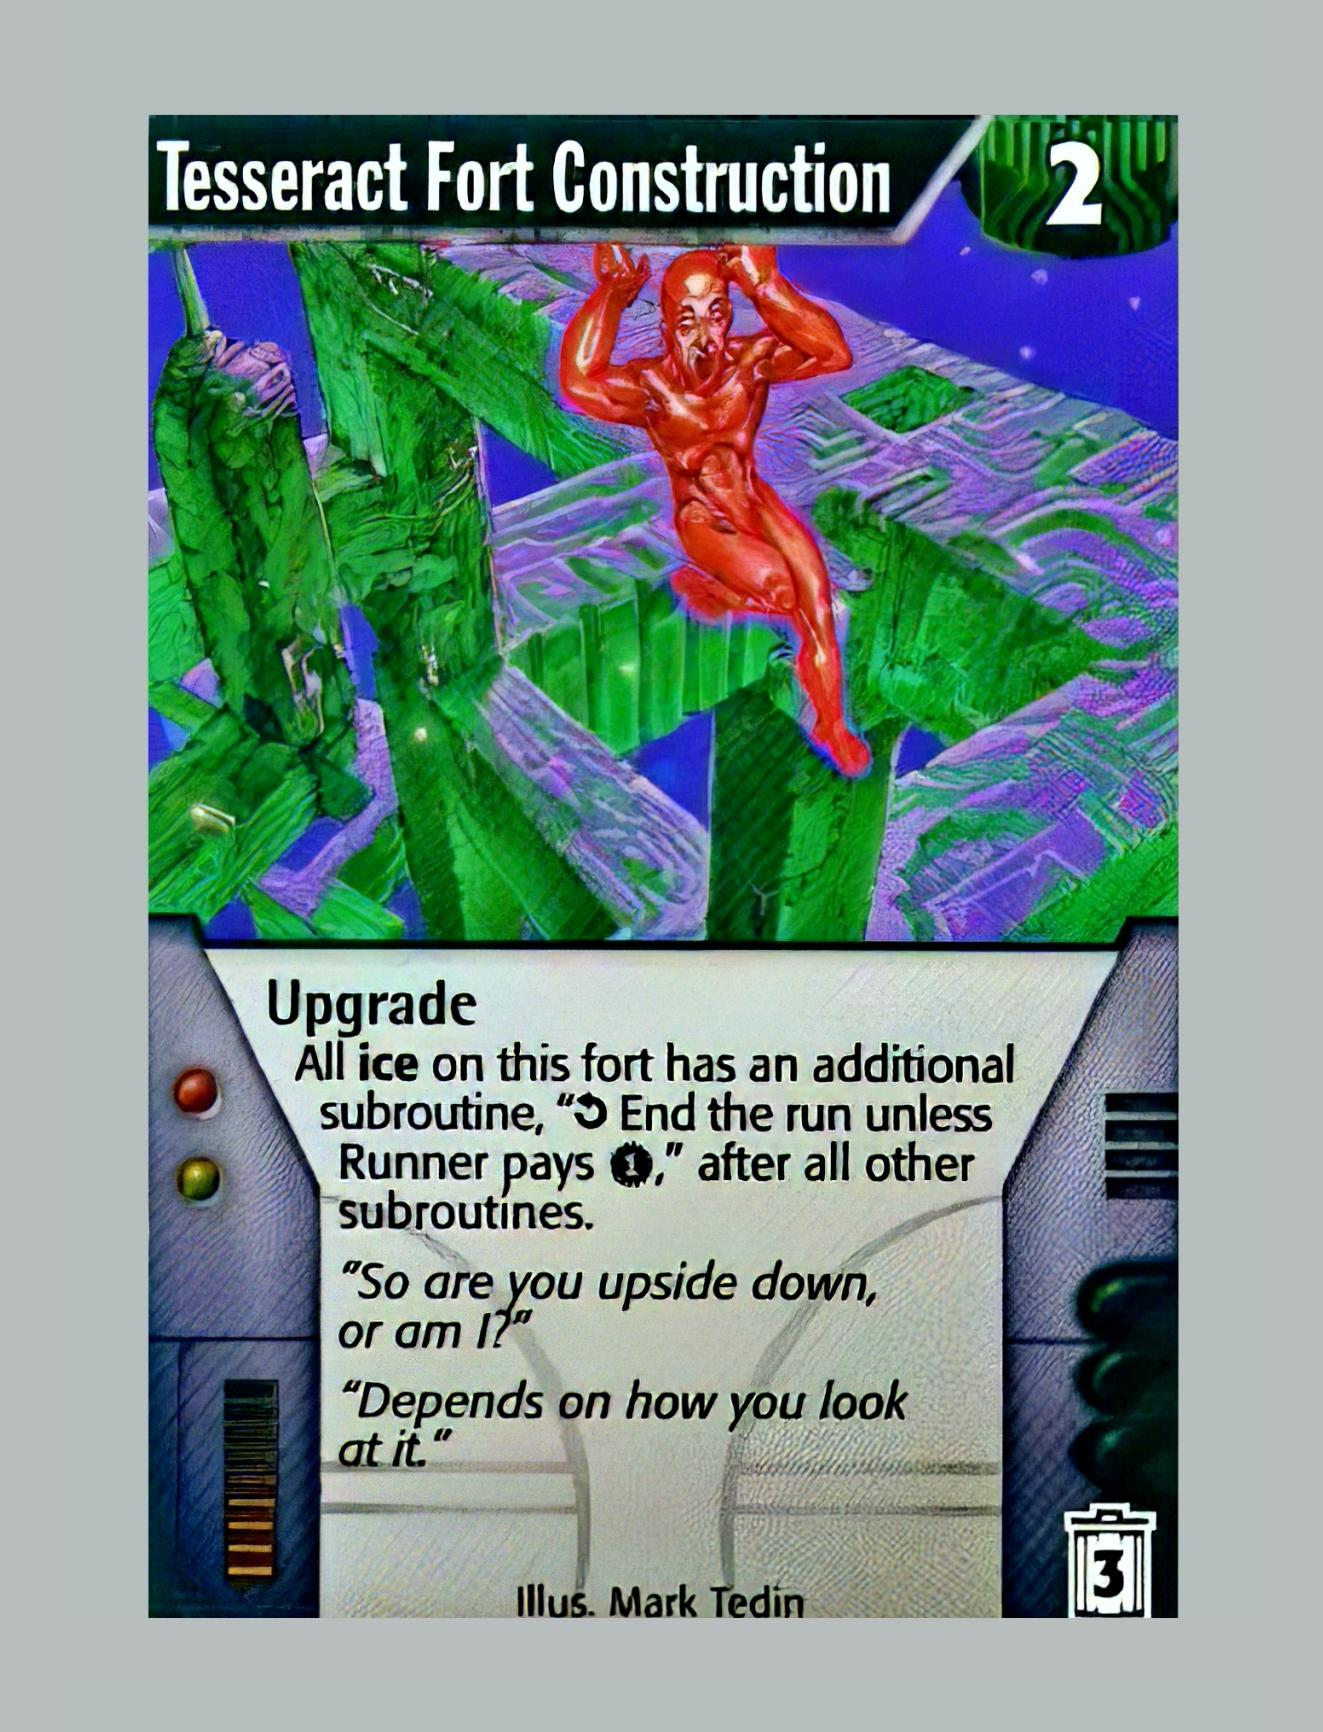 Tesseract Fort Construction
2
Upgrade
All ice on this fort has an additional
subroutine, “➲ End the run unless
Runner pays 1,” after all other
subroutines.
"So are you upside down,
or am I?"
"Depends on how you look
at it."
Illus. Mark Tedin
3